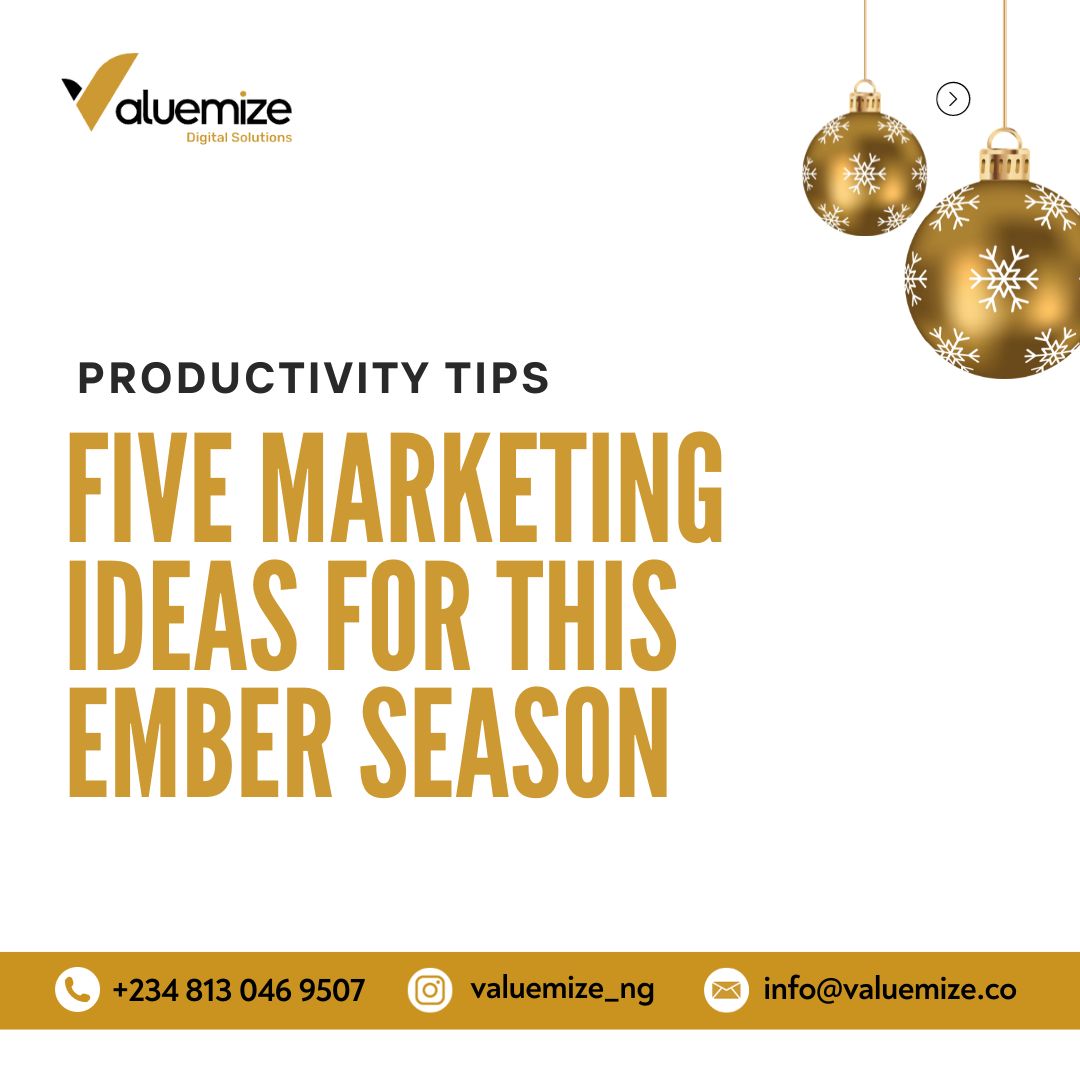 Valuemize
Digital Solutions
PRODUCTIVITY TIPS
FIVE MARKETING
IDEAS FOR THIS
EMBER SEASON
+234 813 046 9507
valuemize_ng
info@valuemize.co